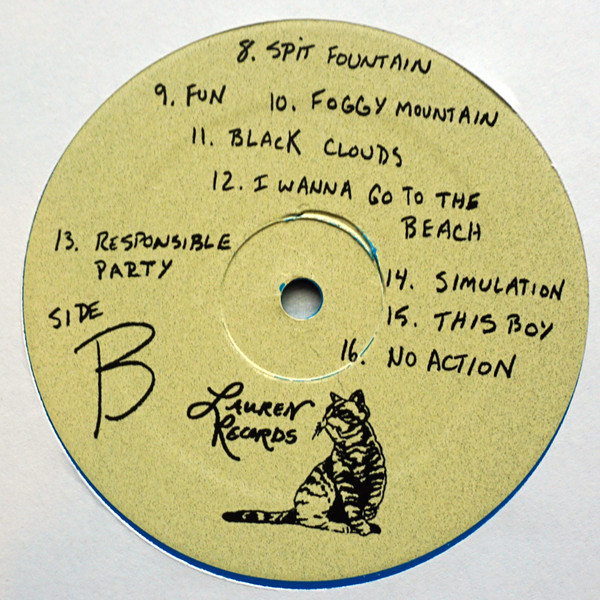 8. SPIT FOUNTAIN
9. FUN
10. FOGGY MOUNTAIN
11. BLACK CLOUDS
12. I WANNA GO TO THE
BEACH
13. RESPONSIBLE
PARTY
14. SIMULATION
15. THIS BOY
16. NO ACTION
SIDE
B
LAUREN
RECORDS